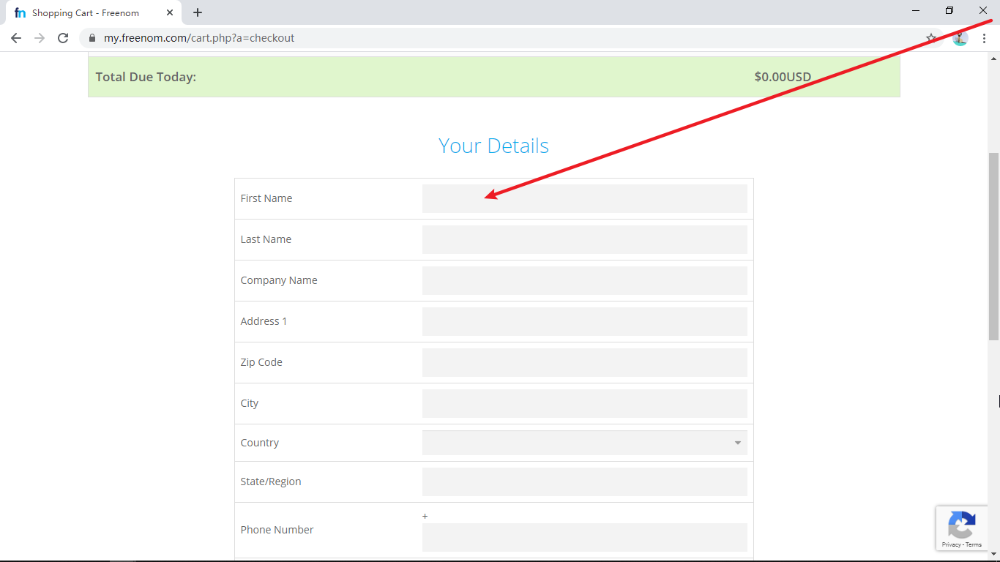 fn Shopping Cart - Freenom
my.freenom.com/cart.php?a=checkout
Total Due Today: $0.00USD
Your Details
First Name
Last Name
Company Name
Address 1
Zip Code
City
Country
State/Region
+
Phone Number
Privacy - Terms